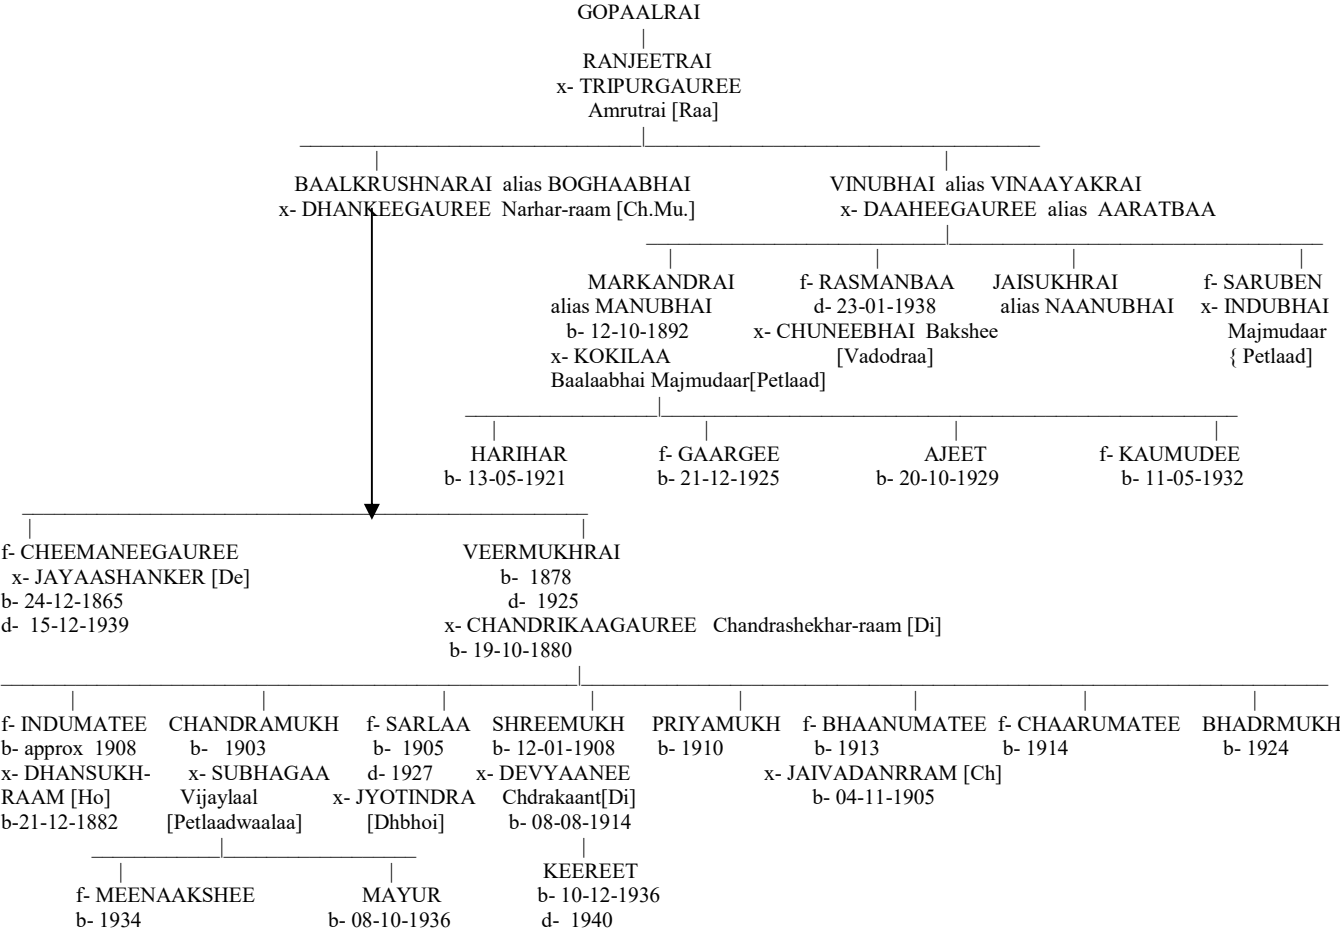 GOPAALRAI
RANJEETRAI
x- TRIPURGAUREE
Amrutrai [Raa]
BAALKRUSHNARAI alias BOGHAABHAI VINUBHAI alias VINAAYAKRAI
x- DHANKEEGAUREE Narhar-raam [Ch.Mu.] x- DAAHEEGAUREE alias AARATBAA
MARKANDRAI f- RASMANBAA JAISUKHRAI f- SARUBEN
alias MANUBHAI d- 23-01-1938 alias NAANUBHAI x- INDUBHAI
b- 12-10-1892 x- CHUNEEBHAI Bakshee Majmudaar
x- KOKILAA [Vadodraa] { Petlaad]
Baalaabhai Majmudaar[Petlaad]
HARIHAR f- GAARGEE AJEET f- KAUMUDEE
b- 13-05-1921 b- 21-12-1925 b- 20-10-1929 b- 11-05-1932
f- CHEEMANEEGAUREE VEERMUKHRAI
x- JAYAASHANKER [De] b- 1878
b- 24-12-1865 d- 1925
d- 15-12-1939 x- CHANDRIKAAGAUREE Chandrashekhar-raam [Di]
b- 19-10-1880
f- INDUMATEE CHANDRAMUKH f- SARLAA SHREEMUKH PRIYAMUKH f- BHAANUMATEE f- CHAARUMATEE BHADRMUKH
b- approx 1908 b- 1903 b- 1905 b- 12-01-1908 b- 1910 b- 1913 b- 1914 b- 1924
x- DHANSUKH- x- SUBHAGAA d- 1927 x- DEVYAANEE x- JAIVADANRRAM [Ch]
RAAM [Ho] Vijaylaal x- JYOTINDRA Chdrakaant[Di] b- 04-11-1905
b-21-12-1882 [Petlaadwaalaa] [Dhbhoi] b- 08-08-1914
KEEREET
f- MEENAAKSHEE MAYUR b- 10-12-1936
b- 1934 b- 08-10-1936 d- 1940